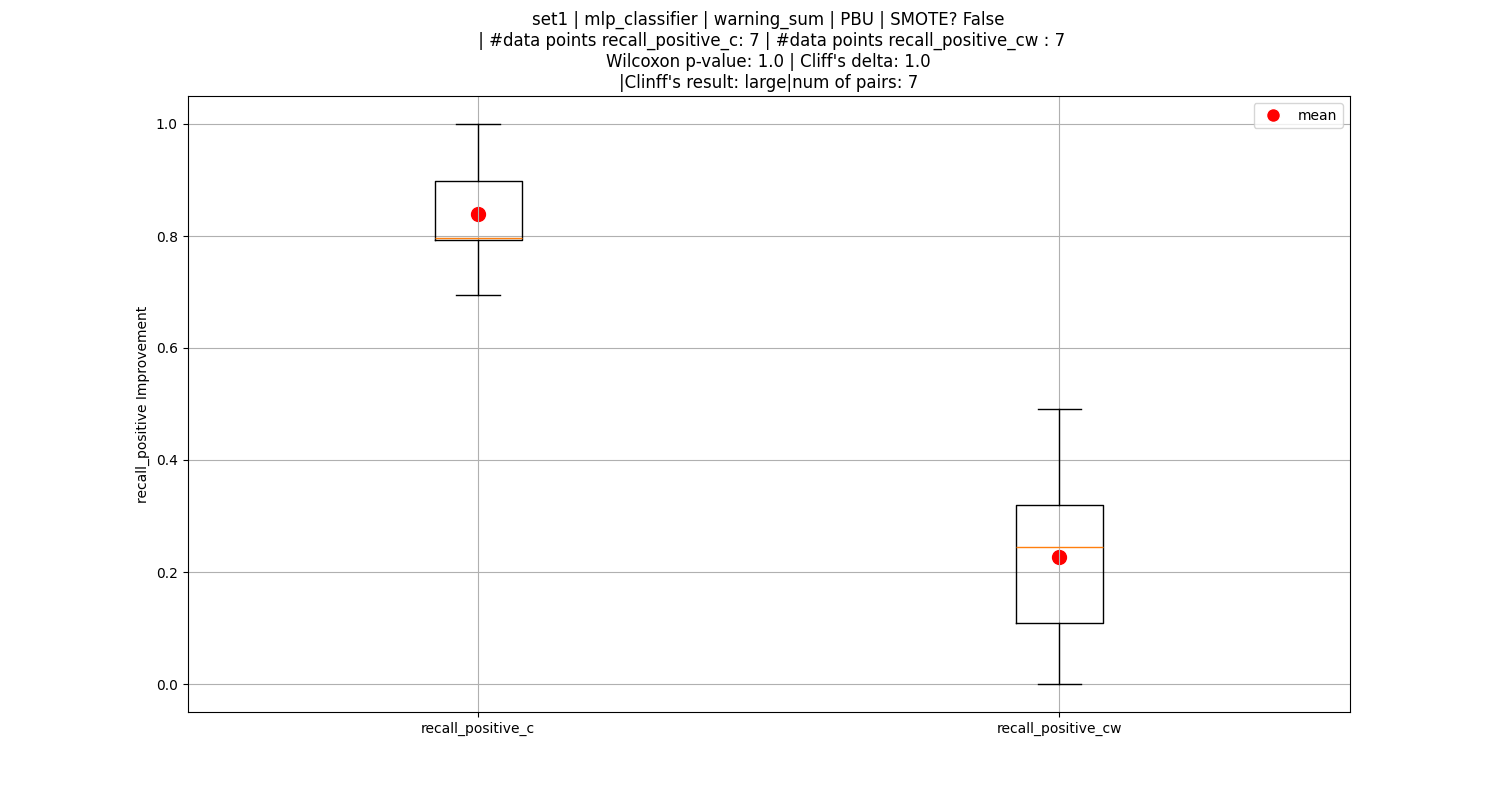 set1 | mlp_classifier | warning_sum | PBU | SMOTE? False
| #data points recall_positive_c: 7 | #data points recall_positive_cw : 7
Wilcoxon p-value: 1.0 | Cliff's delta: 1.0
|Clinff's result: large|num of pairs: 7
mean
1.0
0.8
0.6
0.4
0.2
0.0
recall_positive Improvement
recall_positive_c
recall_positive_cw